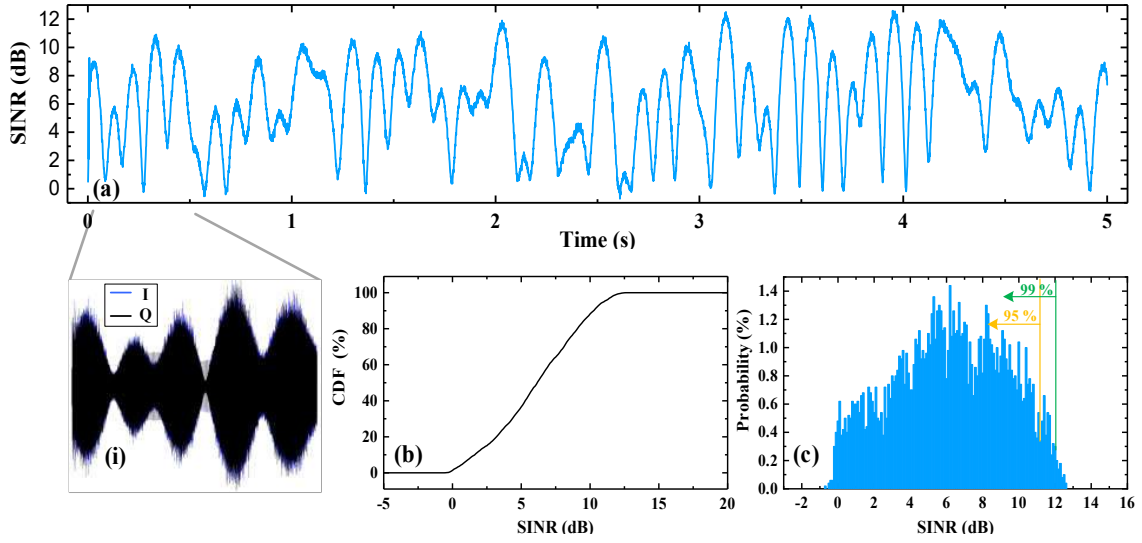 SINR (dB)
12
10
8
6
4
2
0
(a)
0 1 2 3 4 5
Time (s)
I
Q
(i)
CDF (%)
100
80
60
40
20
0
(b)
-5 0 5 10 15 20
SINR (dB)
Probability (%)
1.4
1.2
1.0
0.8
0.6
0.4
0.2
0.0
99 %
95 %
(c)
-2 0 2 4 6 8 10 12 14 16
SINR (dB)